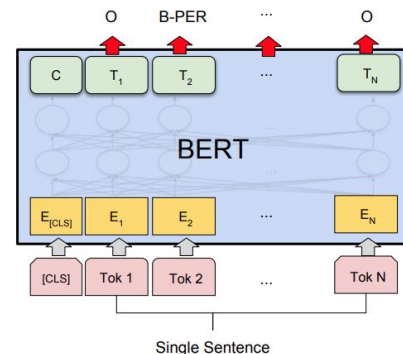 O B-PER ... O
C T1 T2 ... TN
BERT
E[CLS] E1 E2 ... EN
[CLS] Tok 1 Tok 2 ... Tok N
Single Sentence